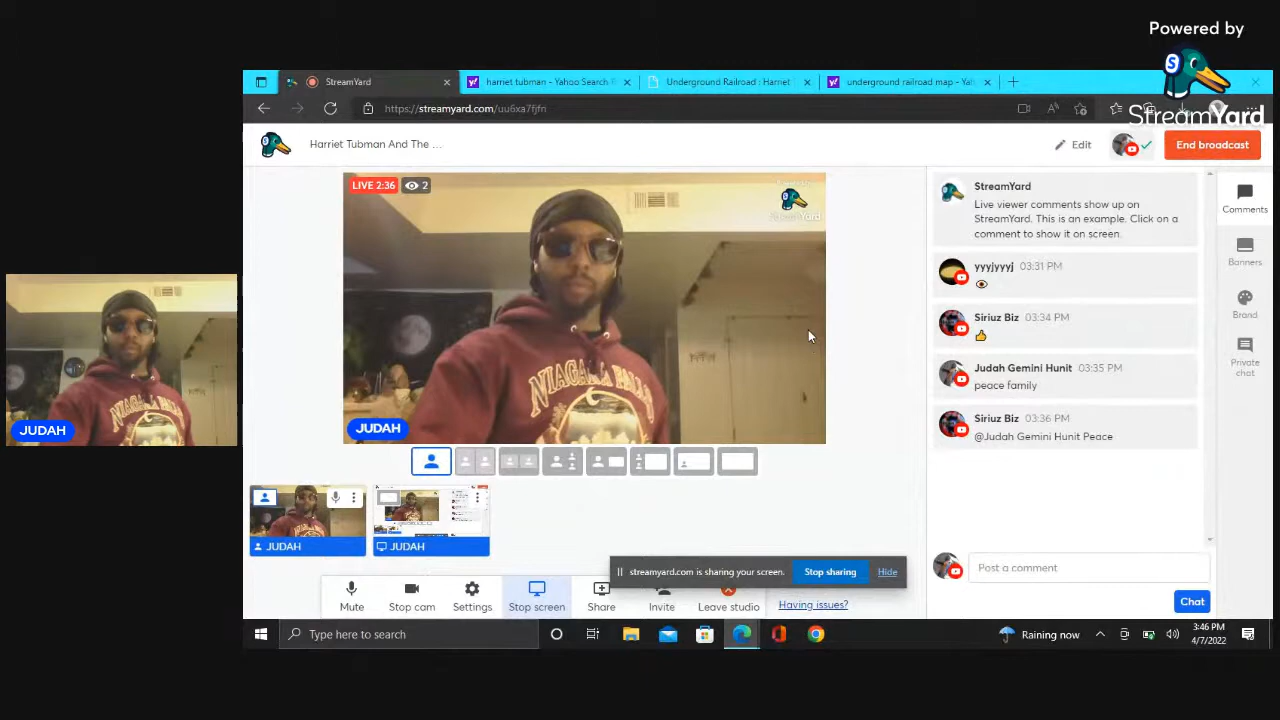 Powered by
StreamYard
StreamYard
harriet tubman - Yahoo Search
Underground Railroad : Harriet
underground railroad map - Yah
https://streamyard.com/uu6xa7fjfn
Harriet Tubman And The ...
Edit
End broadcast
LIVE 2:36
2
StreamYard
JUDAH
NIAGARA FALLS
JUDAH
JUDAH
JUDAH
StreamYard
Live viewer comments show up on
StreamYard. This is an example. Click on a
comment to show it on screen.
yyyjyyyj 03:31 PM
Siriuz Biz 03:34 PM
Judah Gemini Hunit 03:35 PM
peace family
Siriuz Biz 03:36 PM
@Judah Gemini Hunit Peace
Comments
Banners
Brand
Private
chat
streamyard.com is sharing your screen.
Stop sharing
Hide
Post a comment
Chat
Mute
Stop cam
Settings
Stop screen
Share
Invite
Leave studio
Having issues?
Type here to search
Raining now
3:46 PM
4/7/2022